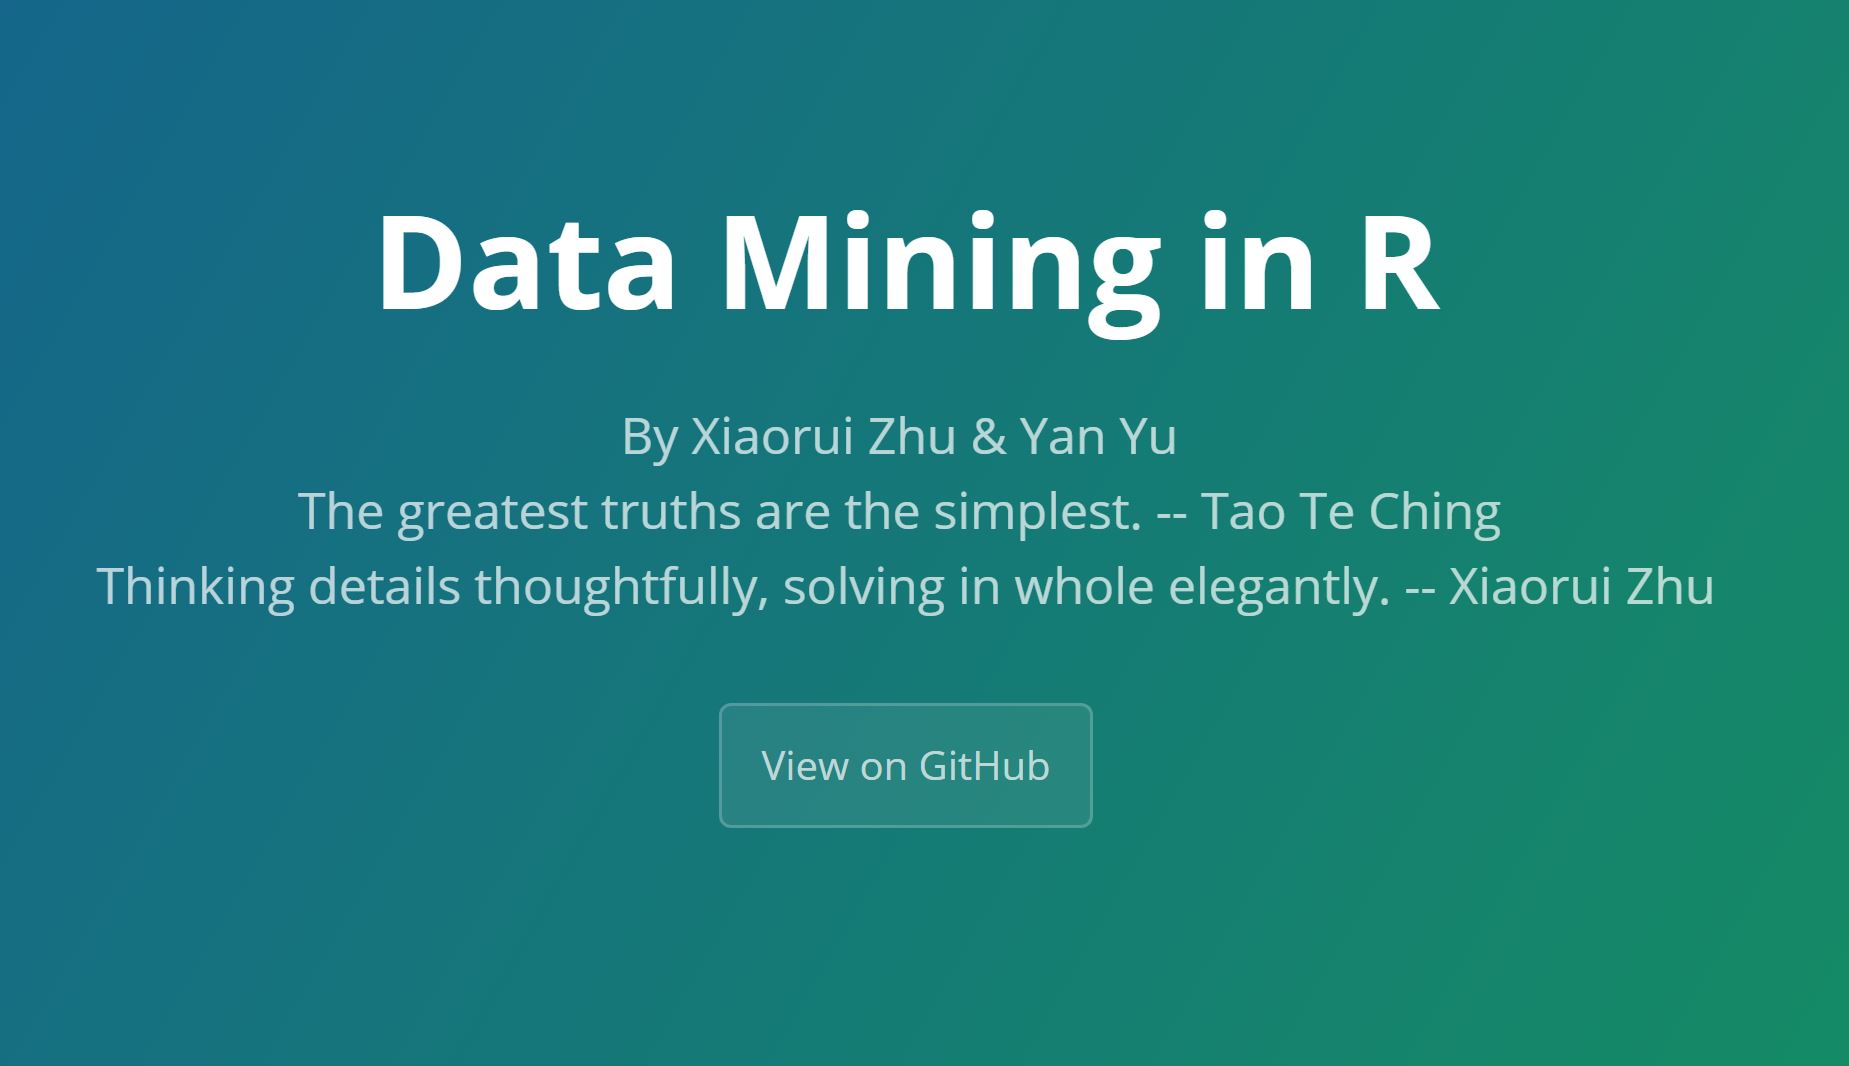 Data Mining in R
By Xiaorui Zhu & Yan Yu
The greatest truths are the simplest. -- Tao Te Ching
Thinking details thoughtfully, solving in whole elegantly. -- Xiaorui Zhu
View on GitHub